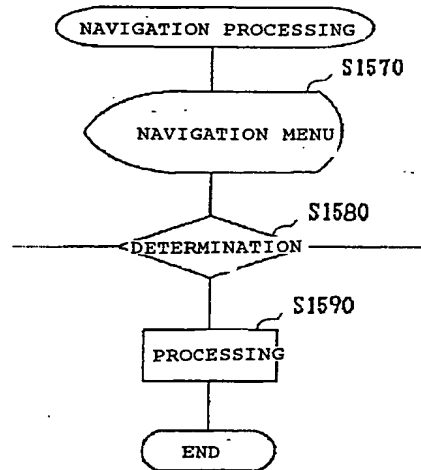 NAVIGATION PROCESSING
S1570
NAVIGATION MENU
S1580
DETERMINATION
S1590
PROCESSING
END